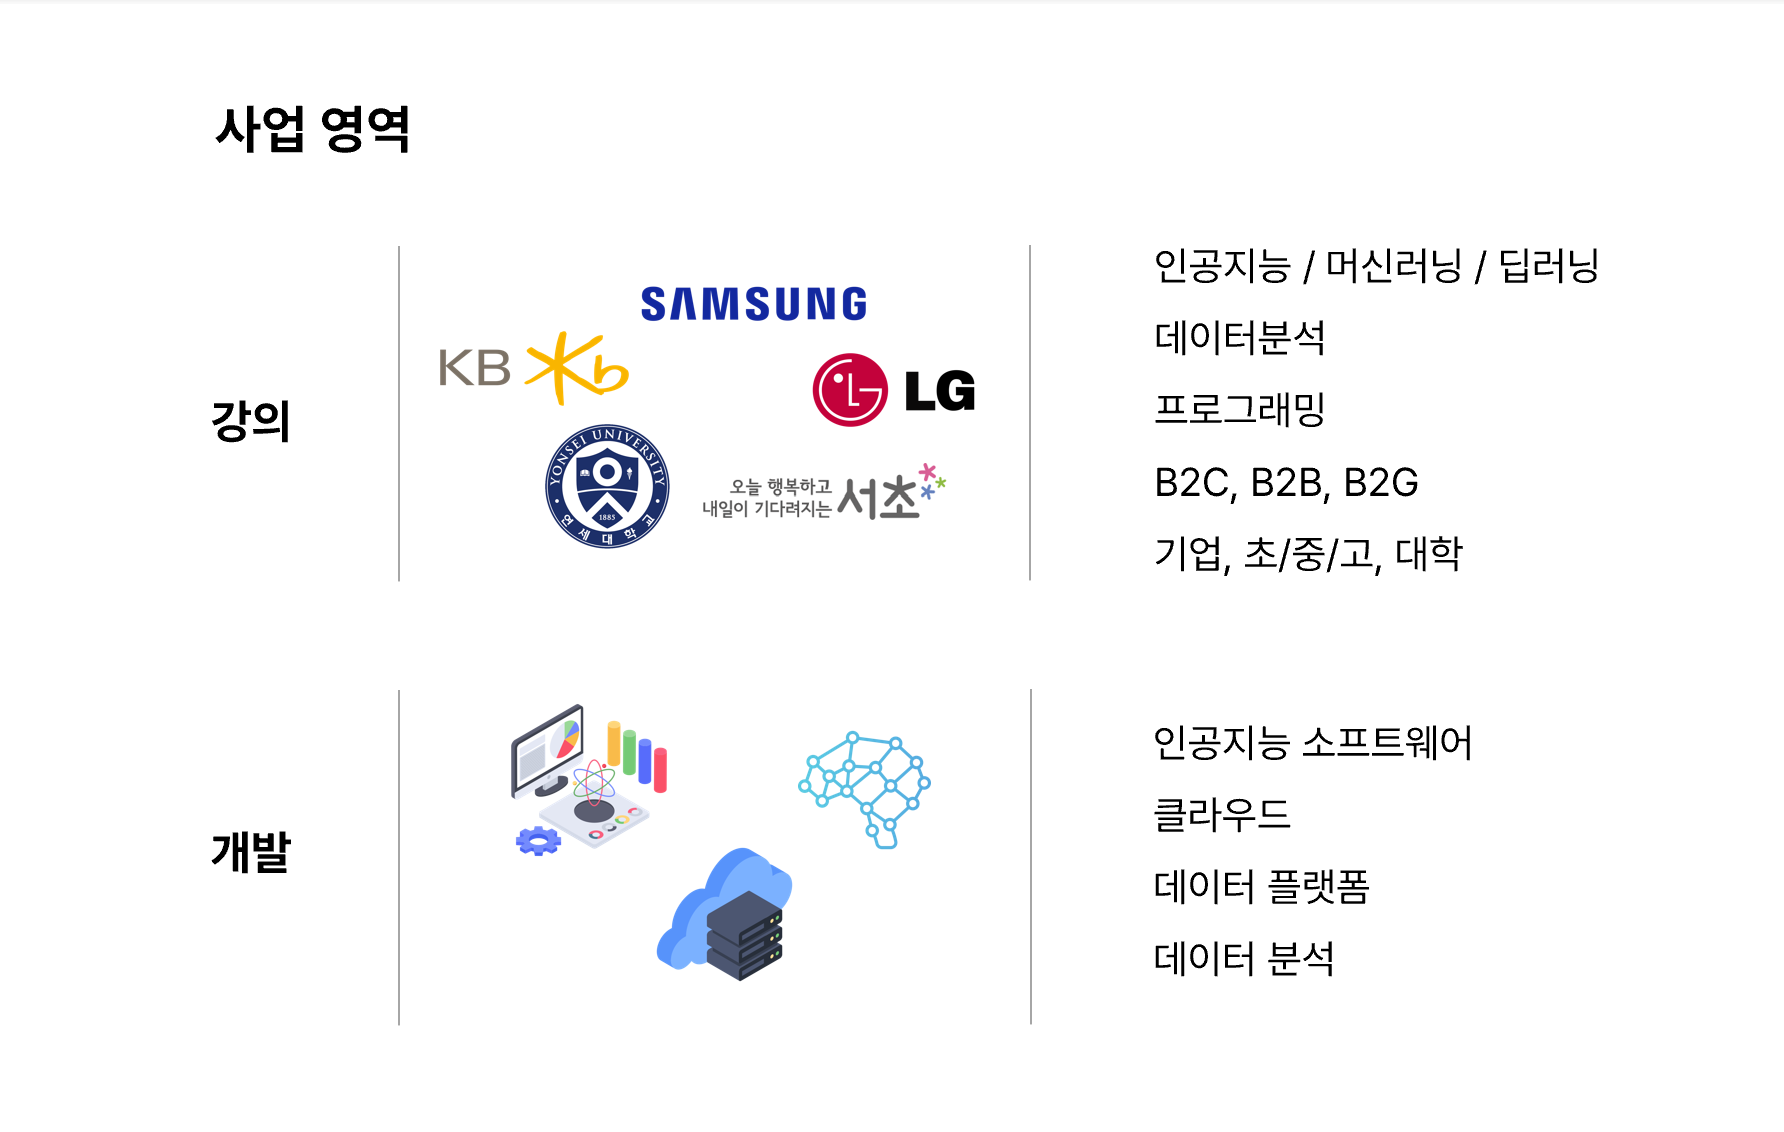 사업 영역
강의
SAMSUNG
KB
LG
YONSEI UNIVERSITY
1885
연세대학교
오늘 행복하고
내일이 기다려지는
서초
인공지능 / 머신러닝 / 딥러닝
데이터분석
프로그래밍
B2C, B2B, B2G
기업, 초/중/고, 대학
개발
인공지능 소프트웨어
클라우드
데이터 플랫폼
데이터 분석